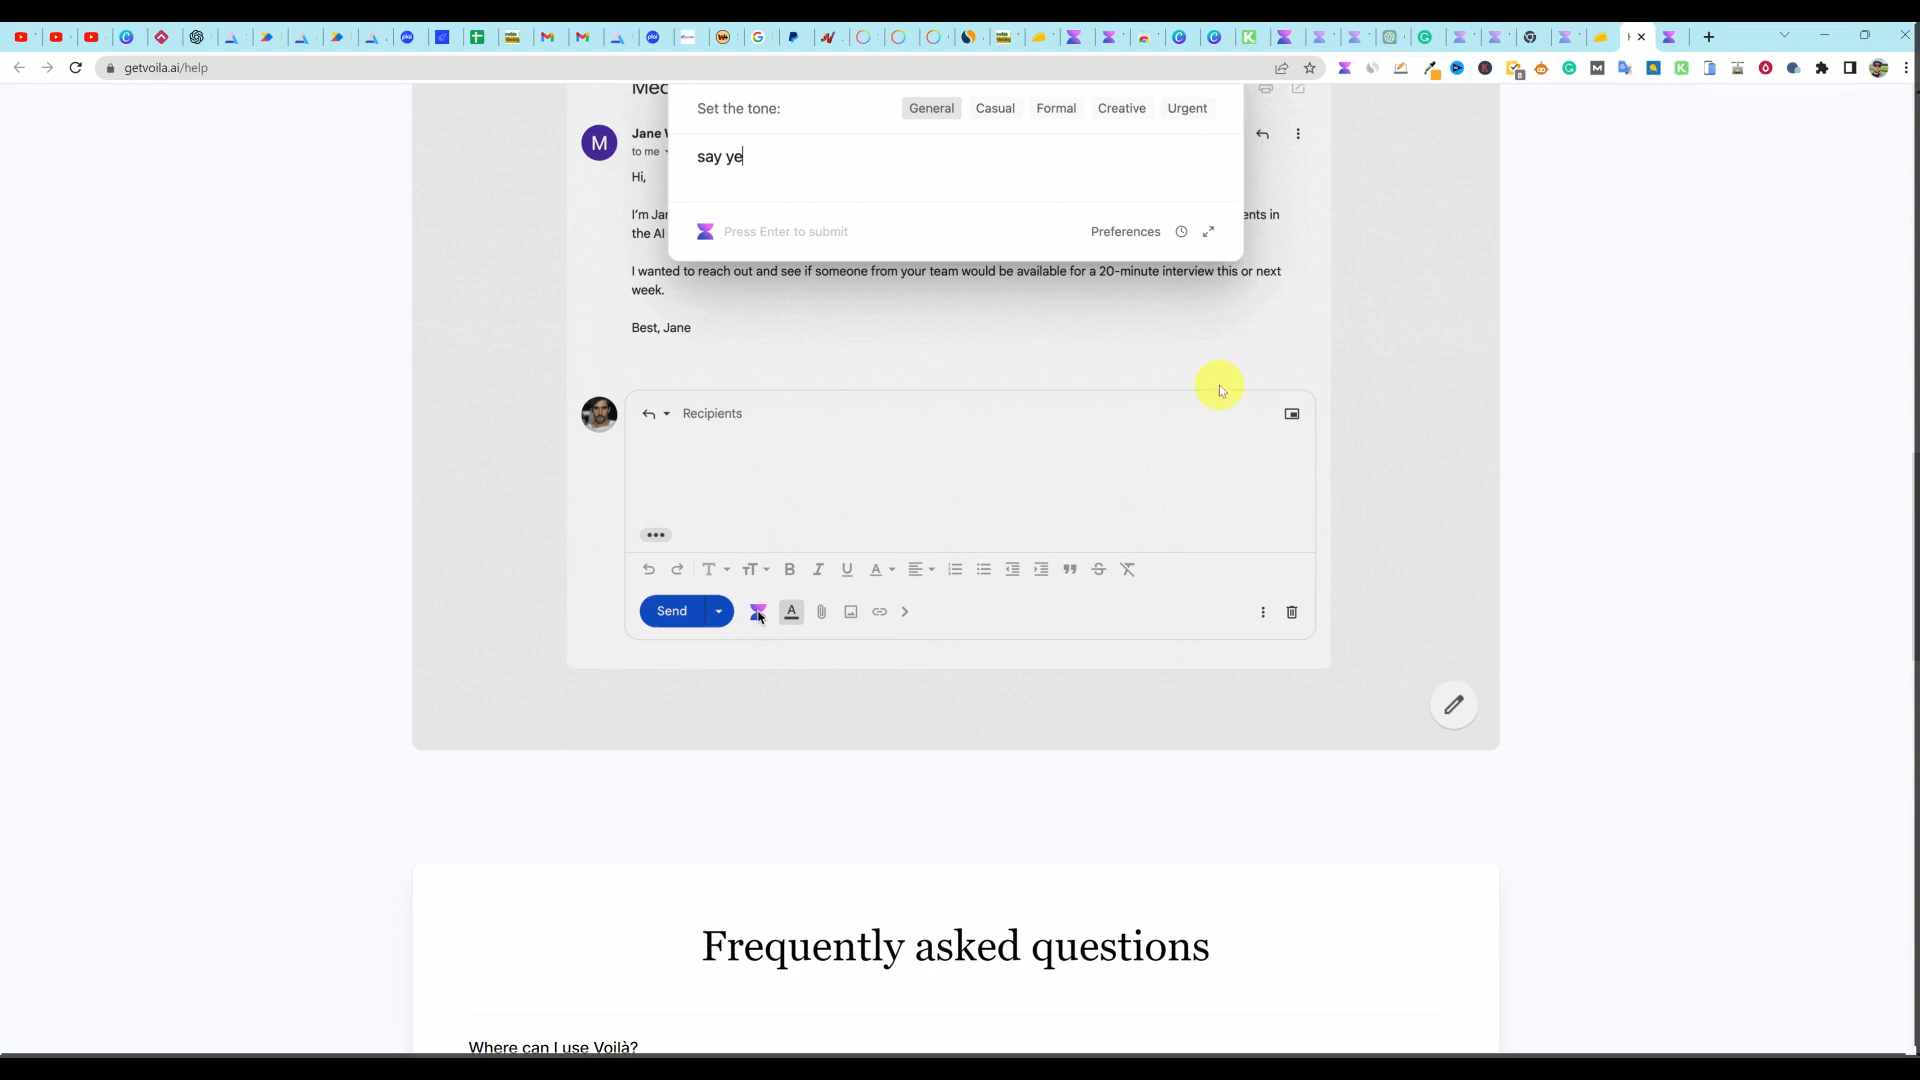 getvoila.ai/help
8
Med
Set the tone:
General
Casual
Formal
Creative
Urgent
M
Jane
to me
say ye
Hi,
I'm Jan
ents in
the AI
Press Enter to submit
Preferences
I wanted to reach out and see if someone from your team would be available for a 20-minute interview this or next
week.
Best, Jane
Recipients
Send
Frequently asked questions
Where can I use Voilà?